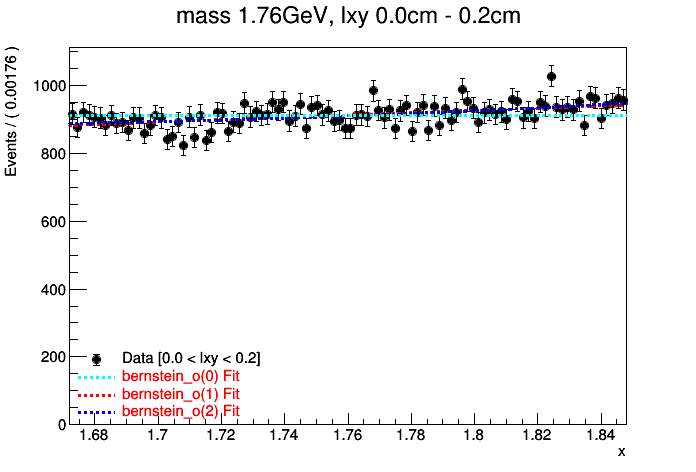 mass 1.76GeV, lxy 0.0cm - 0.2cm
Events / ( 0.00176 )
1000
800
600
400
200
0
Data [0.0 < lxy < 0.2]
bernstein_o(0) Fit
bernstein_o(1) Fit
bernstein_o(2) Fit
1.68 1.7 1.72 1.74 1.76 1.78 1.8 1.82 1.84
x